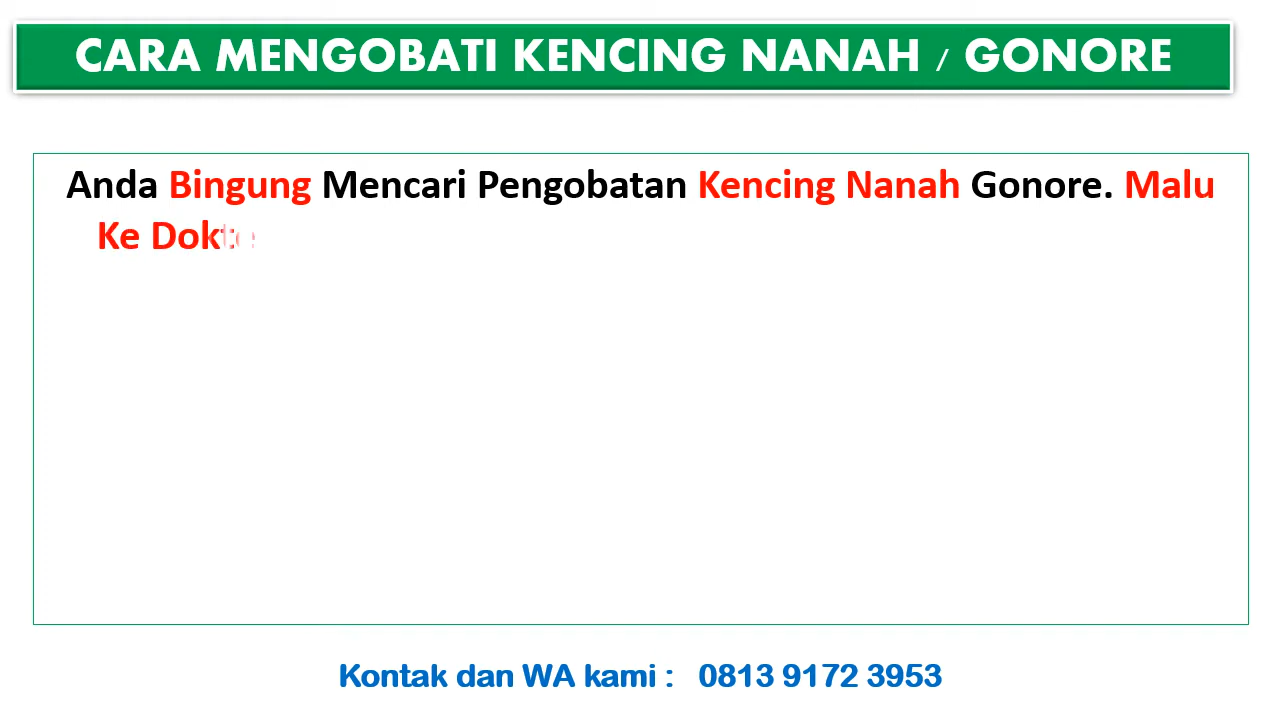 CARA MENGOBATI KENCING NANAH / GONORE
Anda Bingung Mencari Pengobatan Kencing Nanah Gonore. Malu
Ke Dokte
Kontak dan WA kami : 0813 9172 3953